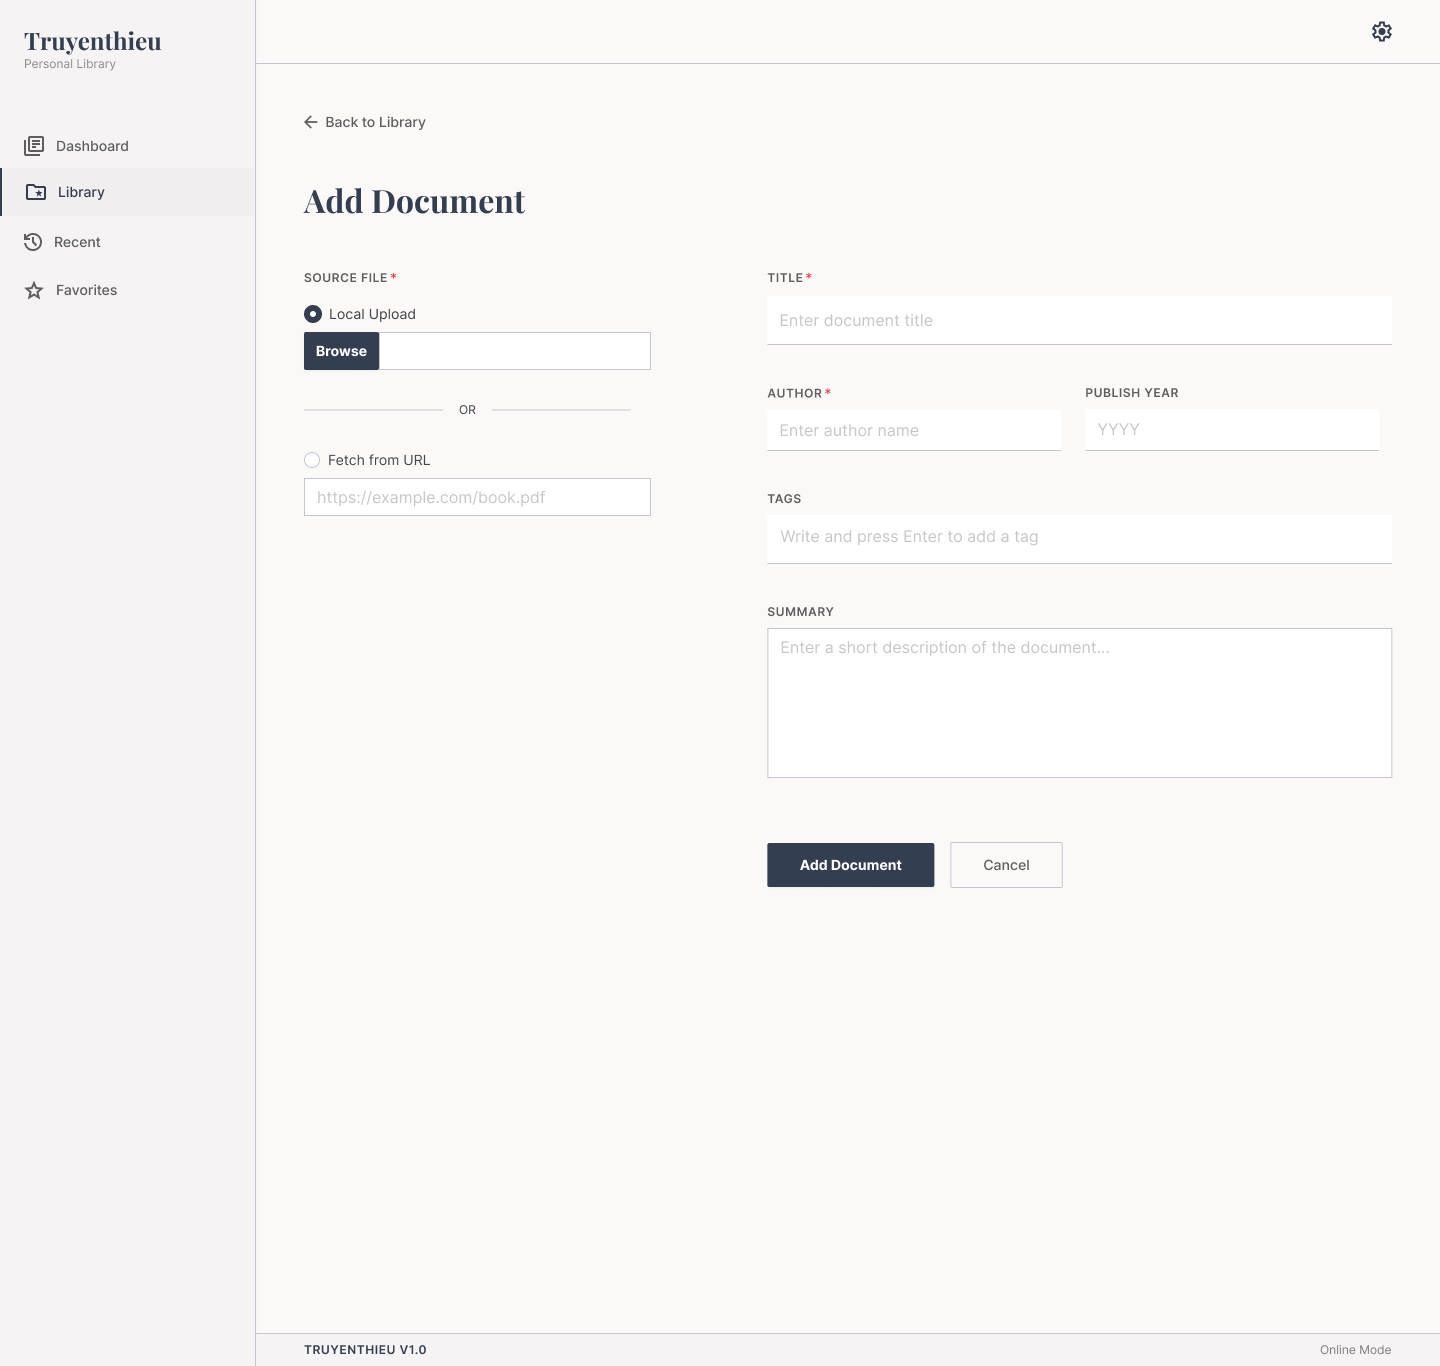 Truyenthieu
Personal Library
Dashboard
Library
Recent
Favorites
Back to Library
Add Document
SOURCE FILE *
Local Upload
Browse
OR
Fetch from URL
https://example.com/book.pdf
TITLE *
Enter document title
AUTHOR *
Enter author name
PUBLISH YEAR
YYYY
TAGS
Write and press Enter to add a tag
SUMMARY
Enter a short description of the document...
Add Document
Cancel
TRUYENTHIEU V1.0
Online Mode